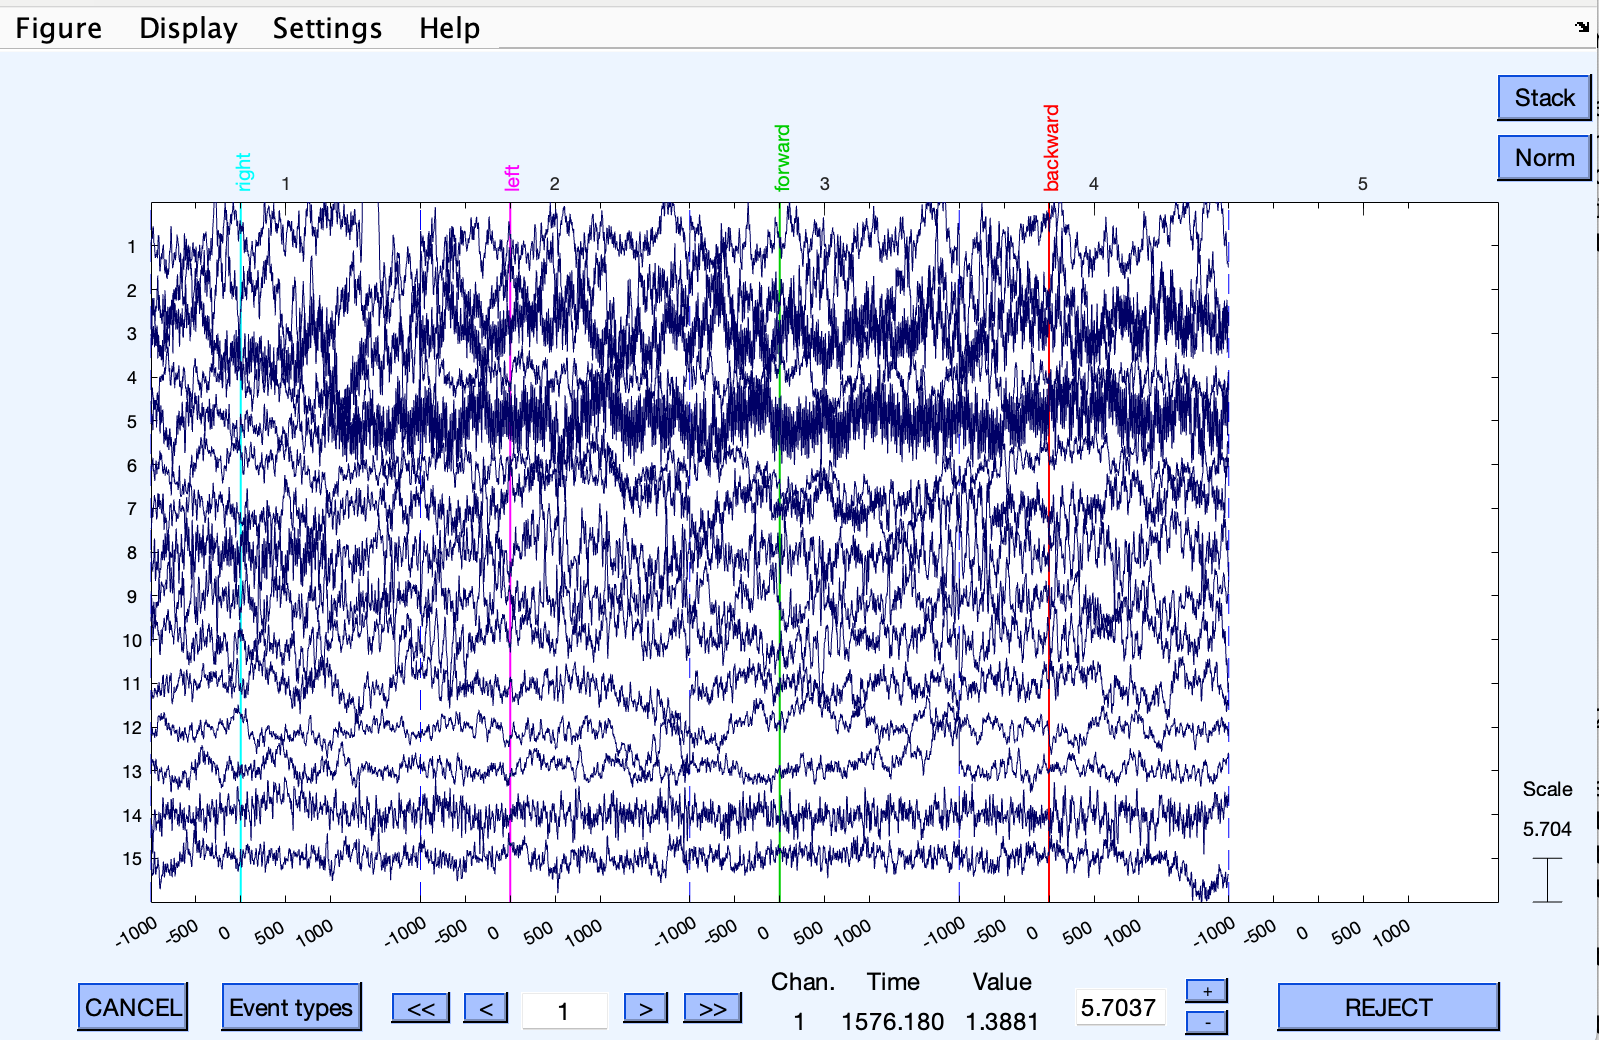 Figure Display Settings Help
Stack
Norm
right 1 left 2 forward 3 backward 4 5
1
2
3
4
5
6
7
8
9
10
11
12
13
14
15
Scale
5.704
-1000 -500 0 500 1000 -1000 -500 0 500 1000 -1000 -500 0 500 1000 -1000 -500 0 500 1000 -1000 -500 0 500 1000
Chan. Time Value
CANCEL Event types << < 1 > >> 1 1576.180 1.3881 5.7037 + - REJECT